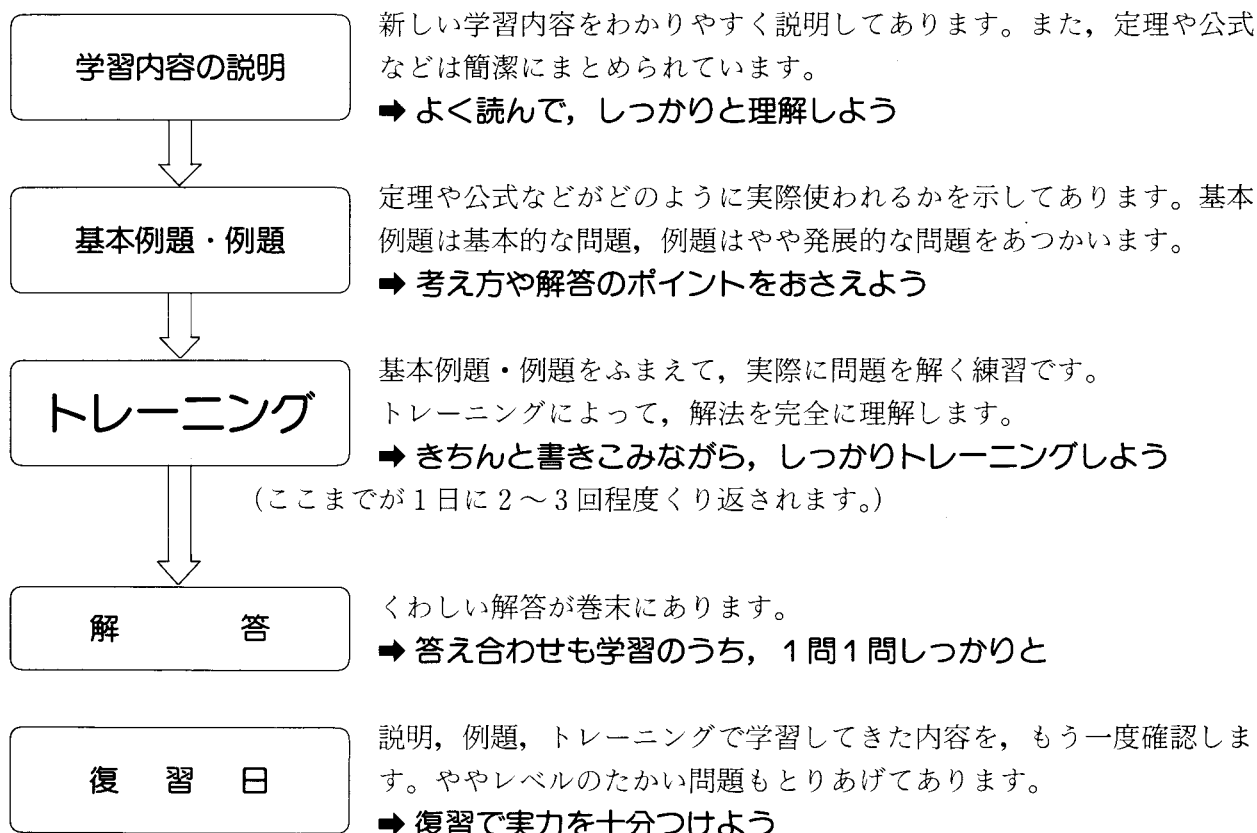 学習内容の説明
新しい学習内容をわかりやすく説明してあります。また，定理や公式
などは簡潔にまとめられています。
➡ よく読んで，しっかりと理解しよう
基本例題・例題
定理や公式などがどのように実際使われるかを示してあります。基本
例題は基本的な問題，例題はやや発展的な問題をあつかいます。
➡ 考え方や解答のポイントをおさえよう
トレーニング
基本例題・例題をふまえて，実際に問題を解く練習です。
トレーニングによって，解法を完全に理解します。
➡ きちんと書きこみながら，しっかりトレーニングしよう
（ここまでが１日に２～３回程度くり返されます。）
解　答
くわしい解答が巻末にあります。
➡ 答え合わせも学習のうち，１問１問しっかりと
復　習　日
説明，例題，トレーニングで学習してきた内容を，もう一度確認しま
す。ややレベルのたかい問題もとりあげてあります。
➡ 復習で実力を十分つけよう